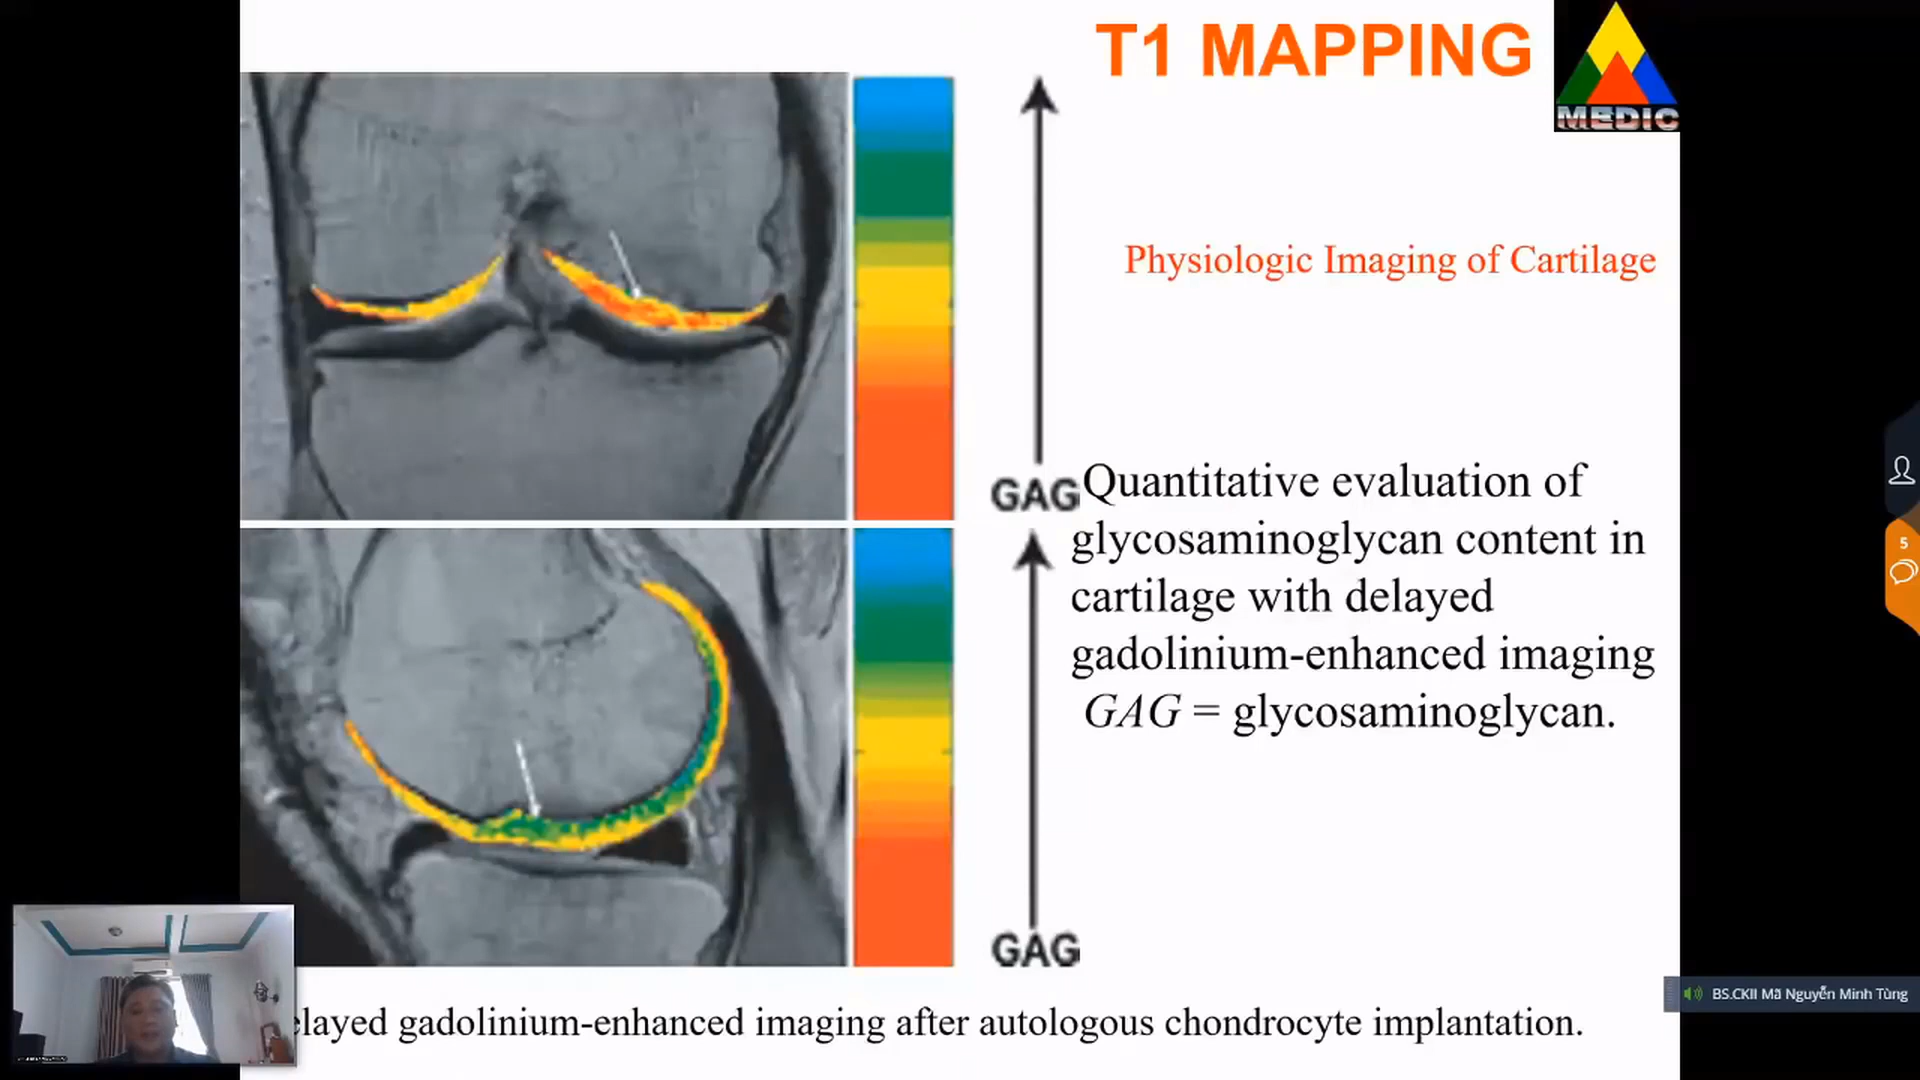 T1 MAPPING
MEDIC
Physiologic Imaging of Cartilage
GAG
Quantitative evaluation of
glycosaminoglycan content in
cartilage with delayed
gadolinium-enhanced imaging
GAG = glycosaminoglycan.
GAG
5
BS.CKII Mã Nguyễn Minh Tùng
elayed gadolinium-enhanced imaging after autologous chondrocyte implantation.